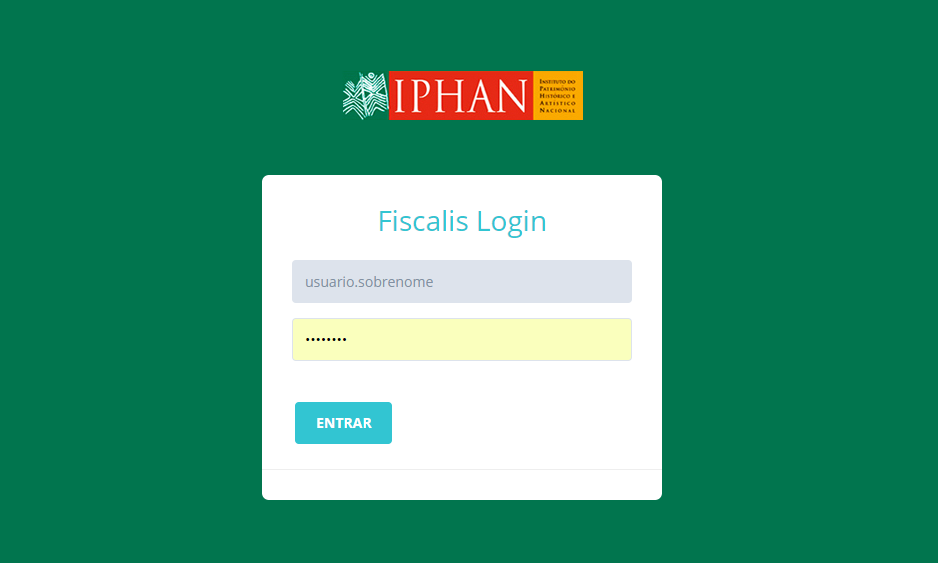 IPHAN
INSTITUTO DO
PATRIMÔNIO
HISTÓRICO E
ARTÍSTICO
NACIONAL
Fiscalis Login
usuario.sobrenome
••••••••
ENTRAR